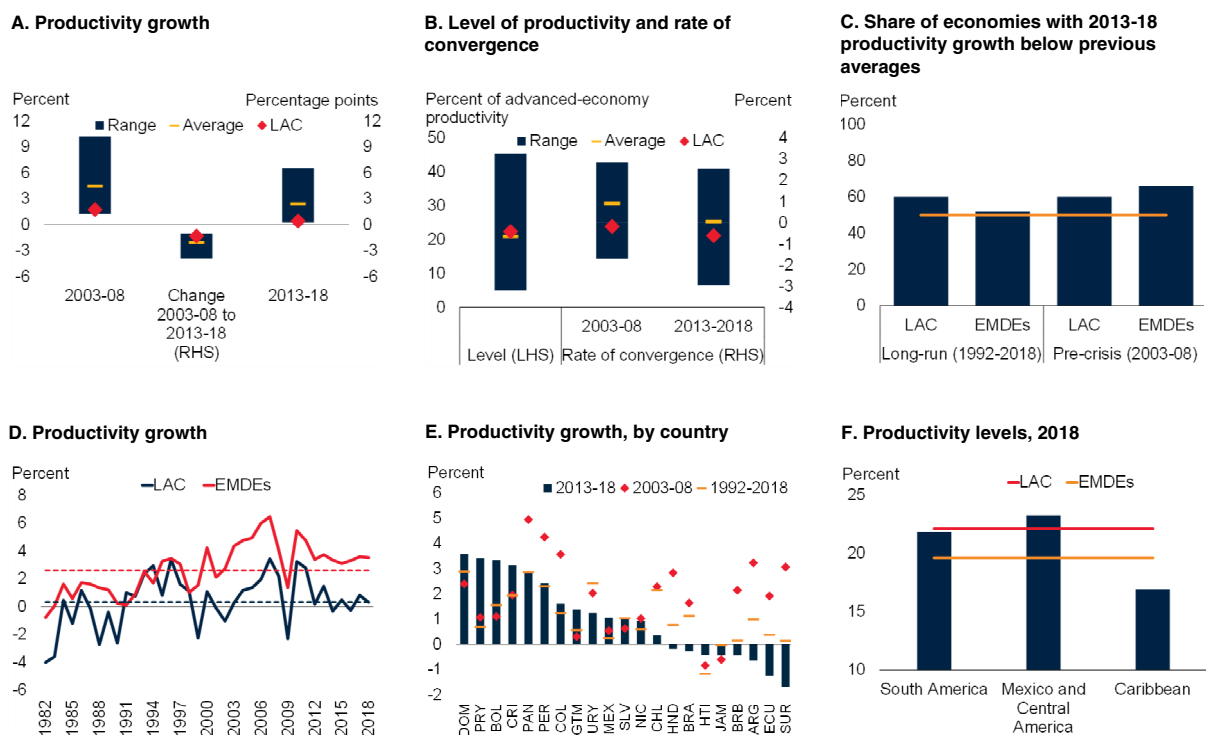 A. Productivity growth
Percent
Percentage points
Range
Average
LAC
12
9
6
3
0
-3
-6
12
9
6
3
0
-3
-6
2003-08
Change
2003-08 to
2013-18
(RHS)
2013-18
B. Level of productivity and rate of
convergence
Percent of advanced-economy
productivity
Percent
Range
Average
LAC
50
40
30
20
10
0
4
3
2
1
0
-1
-2
-3
-4
2003-08
2013-2018
Level (LHS)
Rate of convergence (RHS)
C. Share of economies with 2013-18
productivity growth below previous
averages
Percent
100
80
60
40
20
0
LAC
EMDEs
LAC
EMDEs
Long-run (1992-2018)
Pre-crisis (2003-08)
D. Productivity growth
Percent
LAC
EMDEs
8
6
4
2
0
-2
-4
-6
1982
1985
1988
1991
1994
1997
2000
2003
2006
2009
2012
2015
2018
E. Productivity growth, by country
Percent
2013-18
2003-08
1992-2018
6
5
4
3
2
1
0
-1
-2
DOM
PRY
BOL
CRI
PAN
PER
COL
GTM
URY
MEX
SLV
NIC
CHL
HND
BRA
HTI
JAM
BRB
ARG
ECU
SUR
F. Productivity levels, 2018
Percent
LAC
EMDEs
25
20
15
10
South America
Mexico and
Central
America
Caribbean